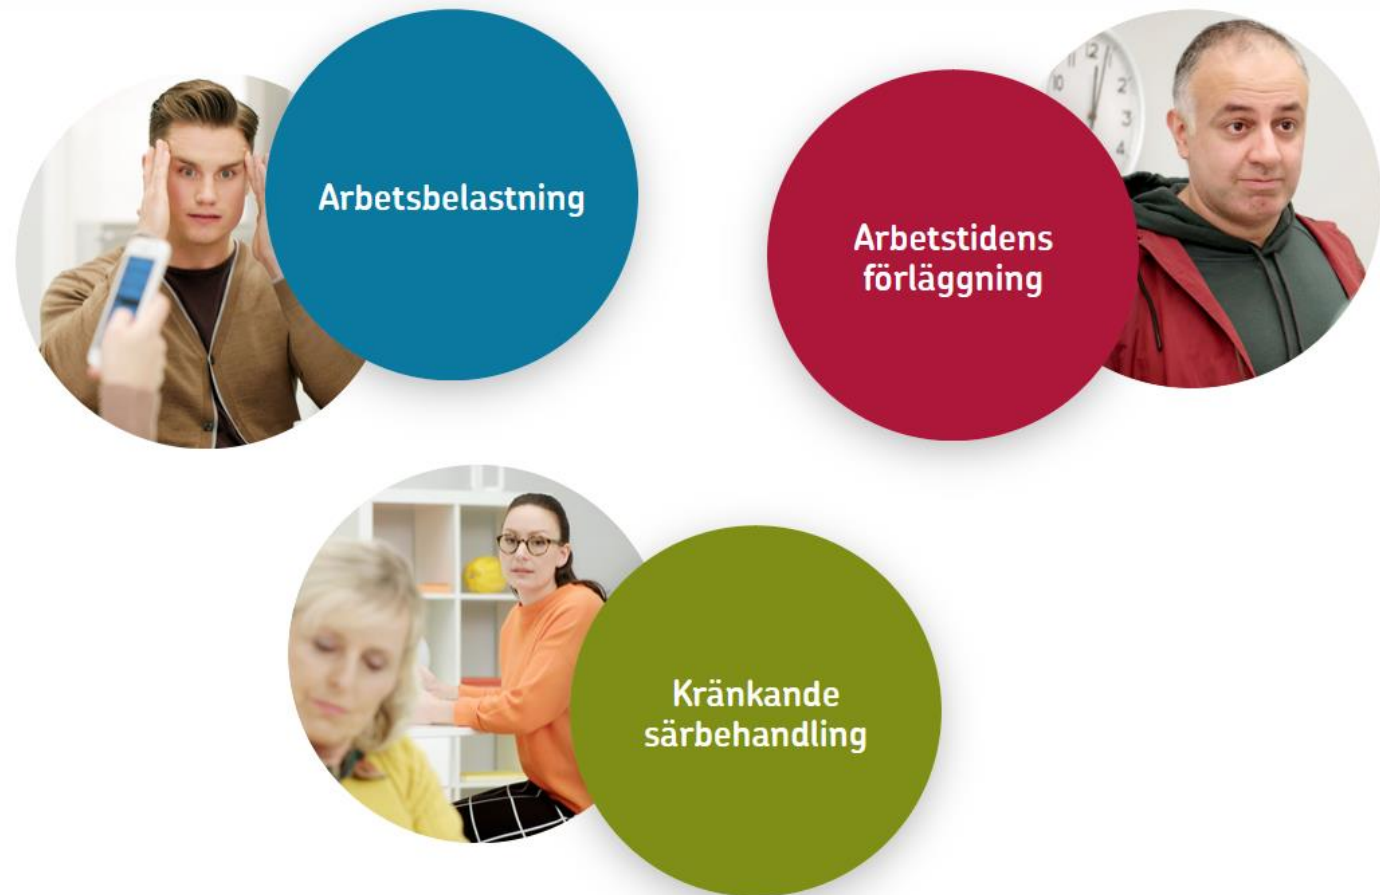 Arbetsbelastning
Arbetstidens
förläggning
Kränkande
särbehandling